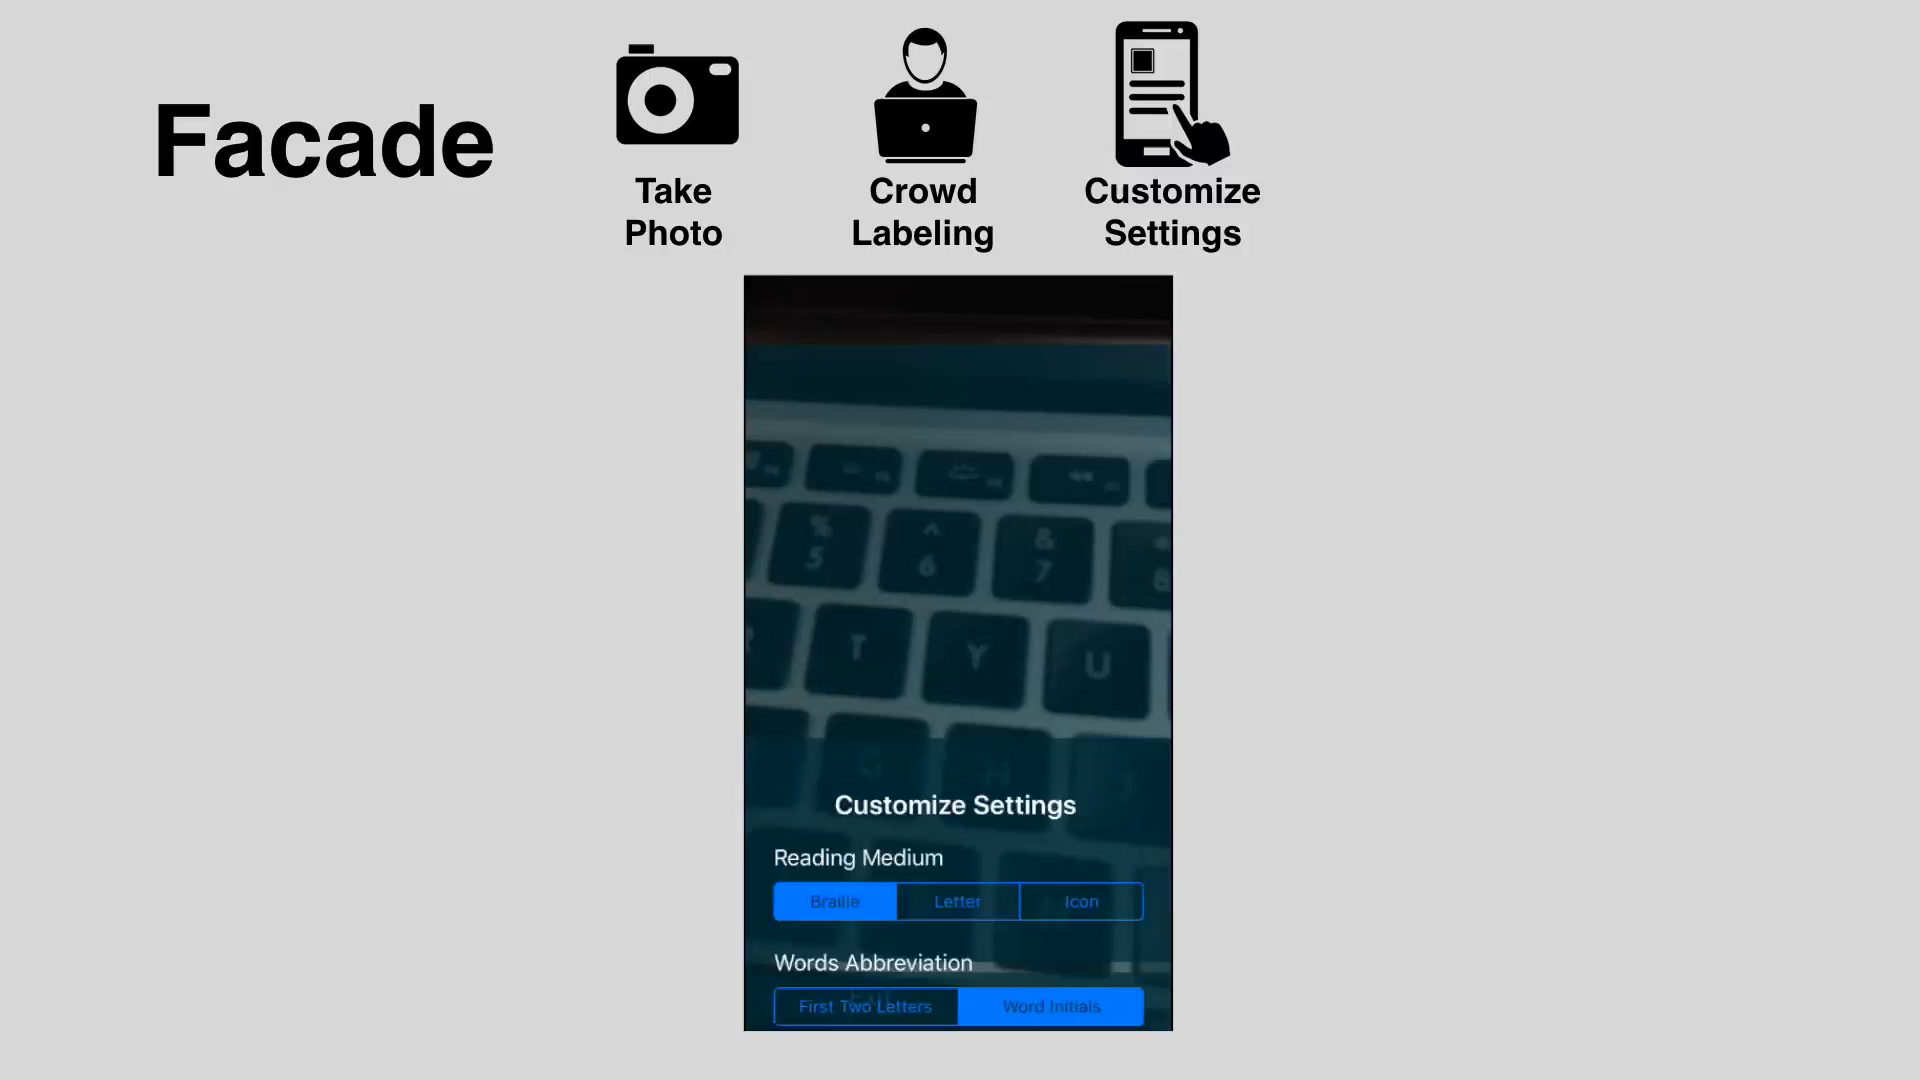 Facade
Take
Photo
Crowd
Labeling
Customize
Settings
%
5
^
6
&
7
8
T
Y
U
Customize Settings
Reading Medium
Braille
Letter
Icon
Words Abbreviation
First Two Letters
Word Initials